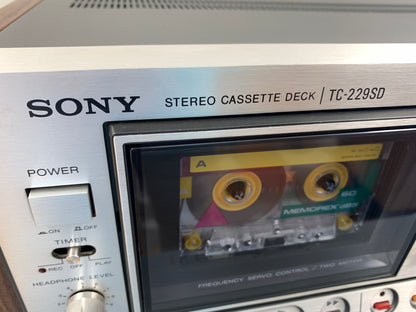 SONY STEREO CASSETTE DECK | TC-229SD
POWER
ON OFF
TIMER
REC OFF PLAY
HEADPHONE LEVEL
A
60
MEMOREX dBS
FREQUENCY SERVO CONTROL / TWO MOTOR